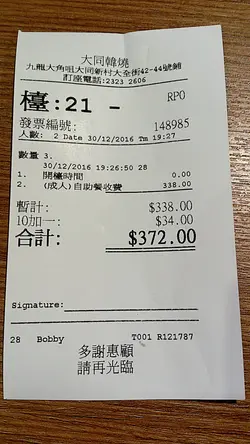 大同韓燒
九龍大角咀大同新村大全街42-44號舖
訂座電話:2323 2606
檯:21 - RP0
發票編號: 148985
人數: 2 Date 30/12/2016 Tm 19:27
數量 3.
30/12/2016 19:26:50 28
1. 開檯時間 0.00
2. (成人)自助餐收費 338.00
暫計: $338.00
10加一: $34.00
合計: $372.00
Signature:
28 Bobby T001 R121787
多謝惠顧
請再光臨